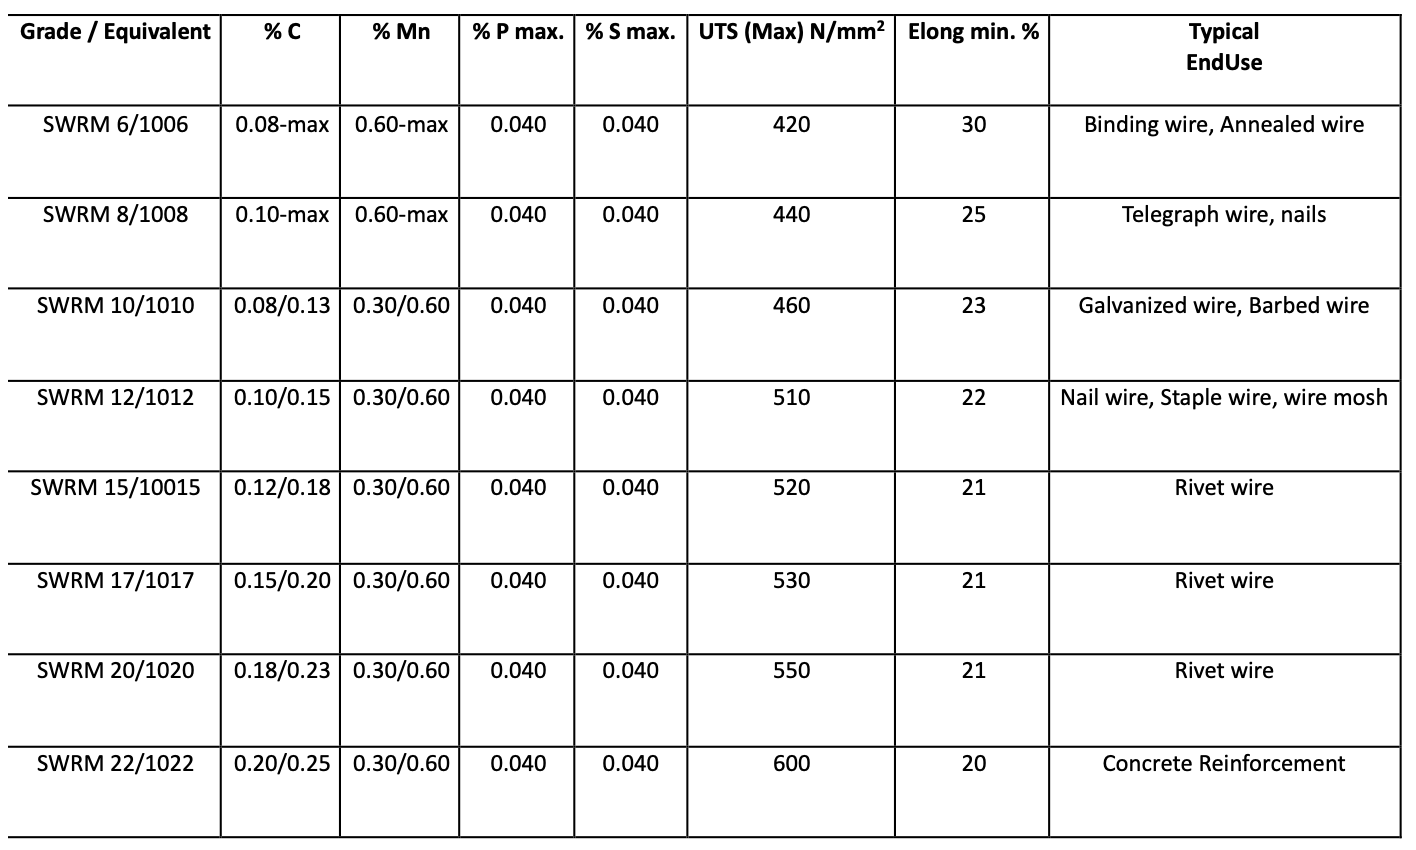 Grade / Equivalent % C % Mn % P max. % S max. UTS (Max) N/mm² Elong min. % Typical
EndUse
SWRM 6/1006 0.08-max 0.60-max 0.040 0.040 420 30 Binding wire, Annealed wire
SWRM 8/1008 0.10-max 0.60-max 0.040 0.040 440 25 Telegraph wire, nails
SWRM 10/1010 0.08/0.13 0.30/0.60 0.040 0.040 460 23 Galvanized wire, Barbed wire
SWRM 12/1012 0.10/0.15 0.30/0.60 0.040 0.040 510 22 Nail wire, Staple wire, wire mosh
SWRM 15/10015 0.12/0.18 0.30/0.60 0.040 0.040 520 21 Rivet wire
SWRM 17/1017 0.15/0.20 0.30/0.60 0.040 0.040 530 21 Rivet wire
SWRM 20/1020 0.18/0.23 0.30/0.60 0.040 0.040 550 21 Rivet wire
SWRM 22/1022 0.20/0.25 0.30/0.60 0.040 0.040 600 20 Concrete Reinforcement